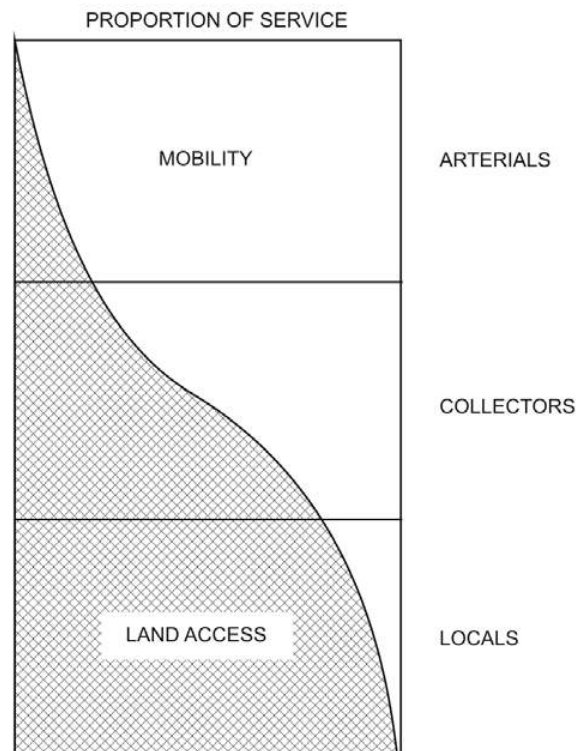 PROPORTION OF SERVICE
MOBILITY
ARTERIALS
COLLECTORS
LAND ACCESS
LOCALS